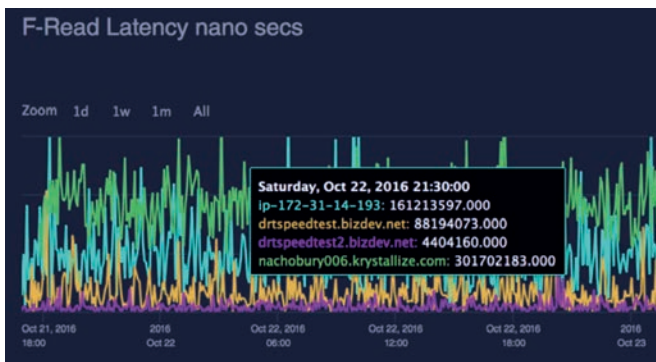 F-Read Latency nano secs
Zoom 1d 1w 1m All
Saturday, Oct 22, 2016 21:30:00
ip-172-31-14-193: 161213597.000
drtspeedtest.bizdev.net: 88194073.000
drtspeedtest2.bizdev.net: 4404160.000
nachobury006.krystallize.com: 301702183.000
Oct 21, 2016 2016 Oct 22, 2016 Oct 22, 2016 Oct 22, 2016 2016
18:00 Oct 22 06:00 12:00 18:00 Oct 23